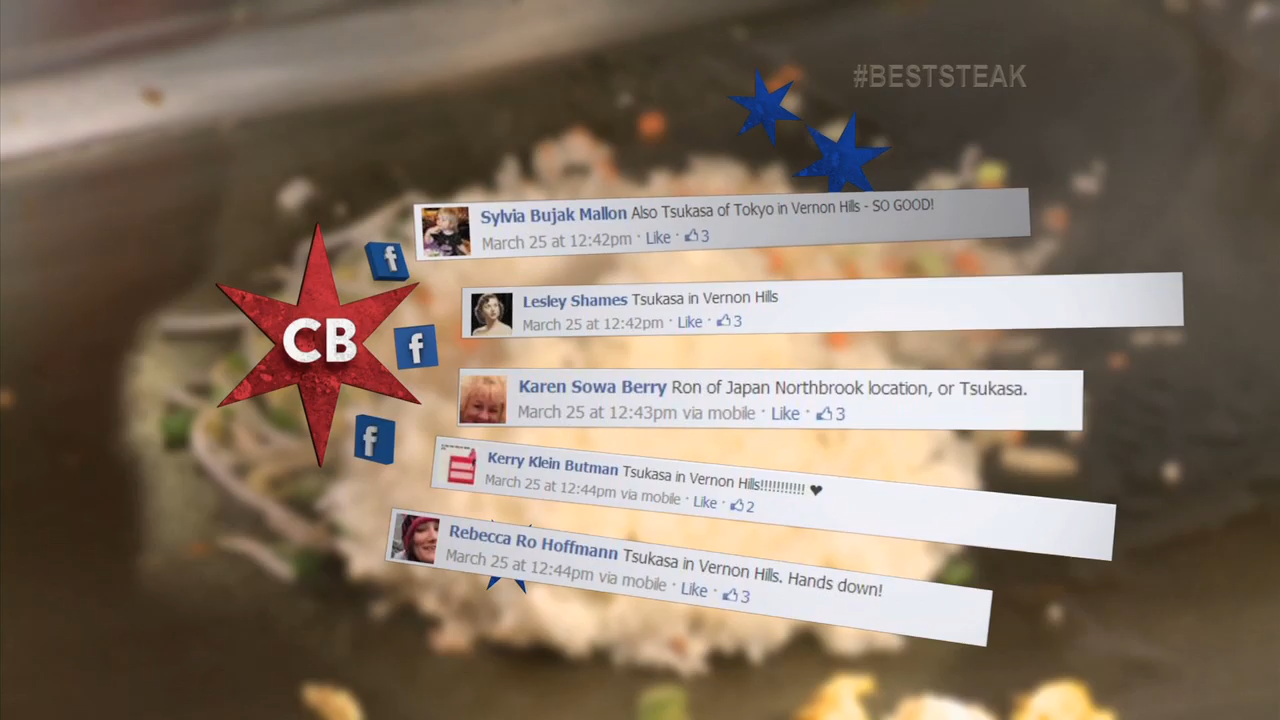 #BESTSTEAK
Sylvia Bujak Mallon Also Tsukasa of Tokyo in Vernon Hills - SO GOOD!
March 25 at 12:42pm · Like · 3
f
Lesley Shames Tsukasa in Vernon Hills
March 25 at 12:42pm · Like · 3
CB
f
Karen Sowa Berry Ron of Japan Northbrook location, or Tsukasa.
March 25 at 12:43pm via mobile · Like · 3
f
Kerry Klein Butman Tsukasa in Vernon Hills!!!!!!!!!!! ♥
March 25 at 12:44pm via mobile · Like · 2
Rebecca Ro Hoffmann Tsukasa in Vernon Hills. Hands down!
March 25 at 12:44pm via mobile · Like · 3